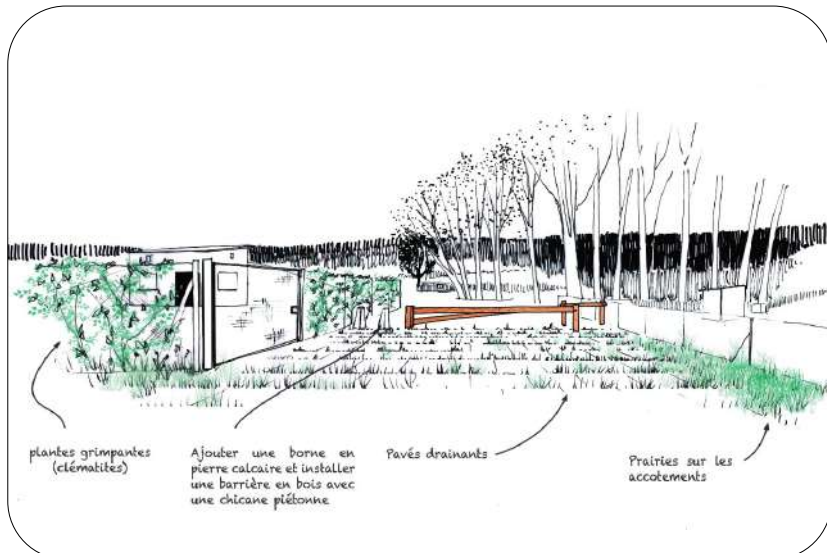 plantes grimpantes
(clématites)
Ajouter une borne en
pierre calcaire et installer
une barrière en bois avec
une chicane piétonne
Pavés drainants
Prairies sur les
accotements